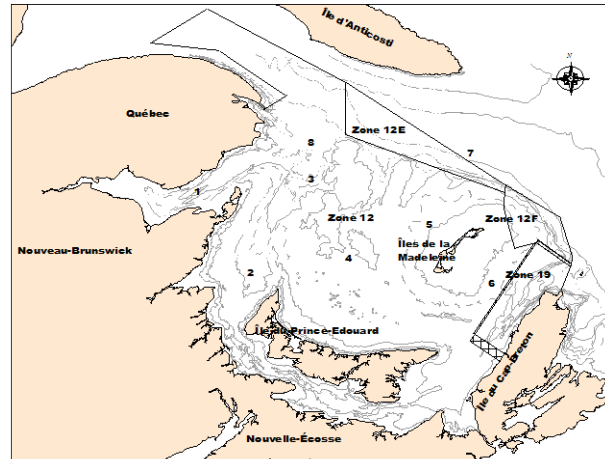 Île d'Anticosti
N
Québec
Zone 12E
8
7
3
1
Zone 12
5
Zone 12F
Îles de la
Madeleine
Nouveau-Brunswick
4
2
6
Zone 19
Île du Prince-Edouard
Île du Cap-Breton
Nouvelle-Écosse